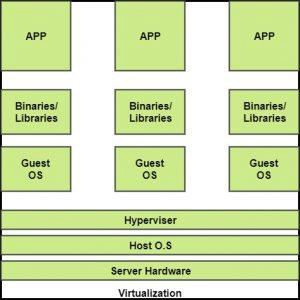 APP APP APP
Binaries/ Binaries/ Binaries/
Libraries Libraries Libraries
Guest Guest Guest
OS OS OS
Hyperviser
Host O.S
Server Hardware
Virtualization